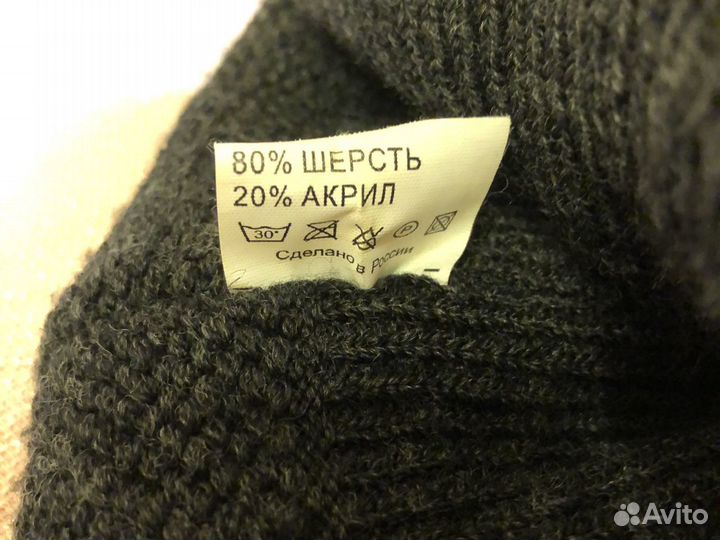 80% ШЕРСТЬ
20% АКРИЛ
30°
P
Сделано в России
Avito